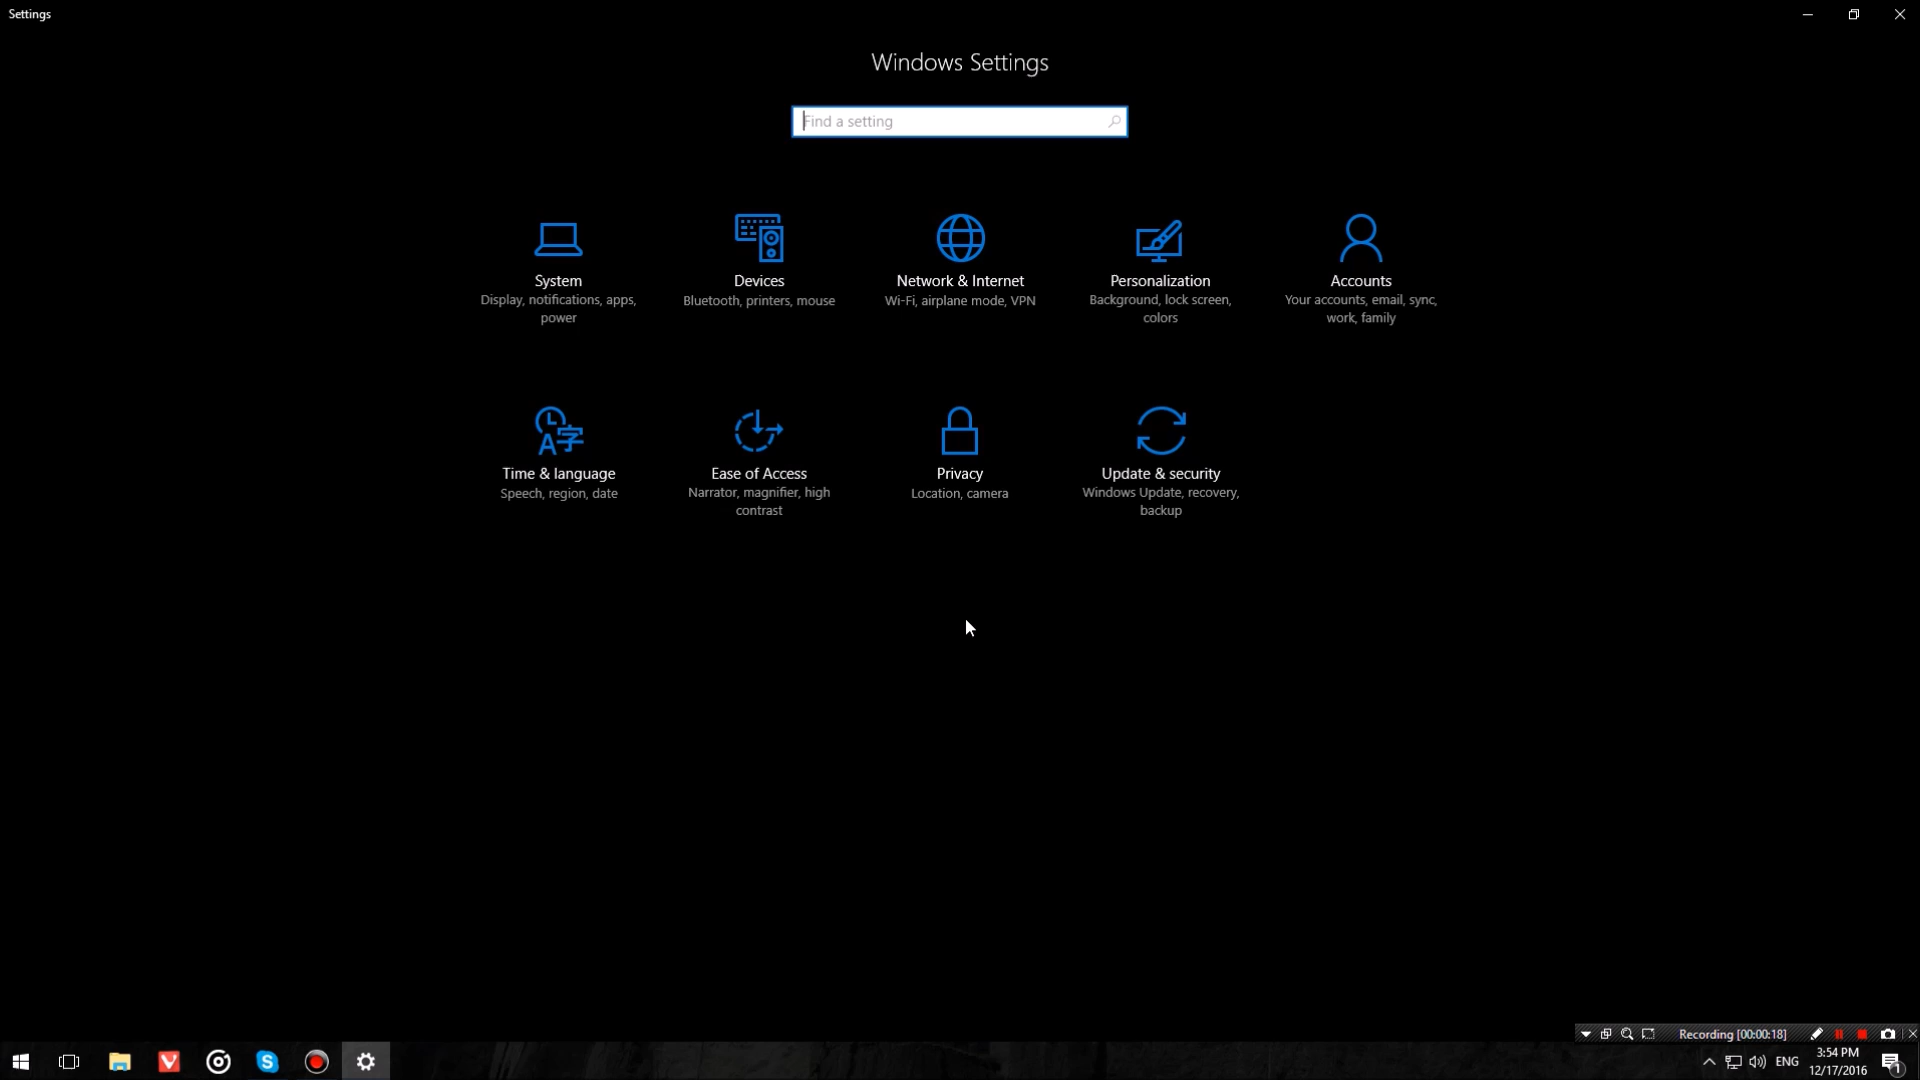 Settings
Windows Settings
Find a setting
System
Display, notifications, apps,
power
Devices
Bluetooth, printers, mouse
Network & Internet
Wi-Fi, airplane mode, VPN
Personalization
Background, lock screen,
colors
Accounts
Your accounts, email, sync,
work, family
Time & language
Speech, region, date
Ease of Access
Narrator, magnifier, high
contrast
Privacy
Location, camera
Update & security
Windows Update, recovery,
backup
Recording [00:00:18]
ENG
3:54 PM
12/17/2016
1